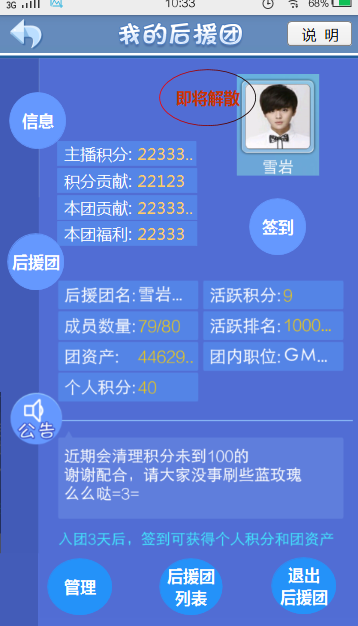 3G 10:33 68%
我的后援团
说 明
即将解散
信息
雪岩
主播积分: 22333..
积分贡献: 22123
本团贡献: 22333..
本团福利: 22333
签到
后援团
后援团名:雪岩... 活跃积分:9
成员数量:79/80 活跃排名:1000...
团资产: 44629.. 团内职位:GM...
个人积分:40
公告
近期会清理积分未到100的
谢谢配合，请大家没事刷些蓝玫瑰
么么哒=3=
入团3天后，签到可获得个人积分和团资产
管理
后援团
列表
退出
后援团